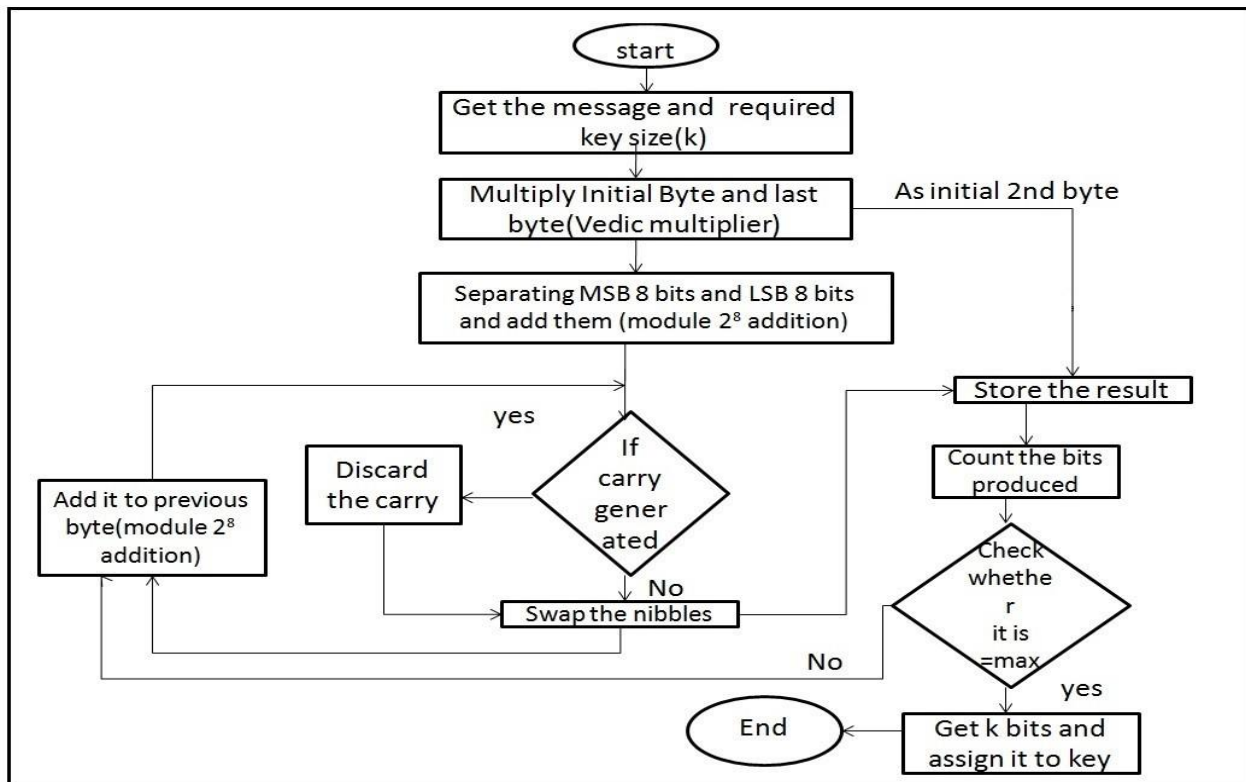 start
Get the message and required
key size(k)
Multiply Initial Byte and last
byte(Vedic multiplier)
As initial 2nd byte
Separating MSB 8 bits and LSB 8 bits
and add them (module 2⁸ addition)
Store the result
yes
If
carry
gener
ated
Discard
the carry
Count the bits
produced
Add it to previous
byte(module 2⁸
addition)
No
Swap the nibbles
Check
whethe
r
it is
=max
No
yes
End
Get k bits and
assign it to key